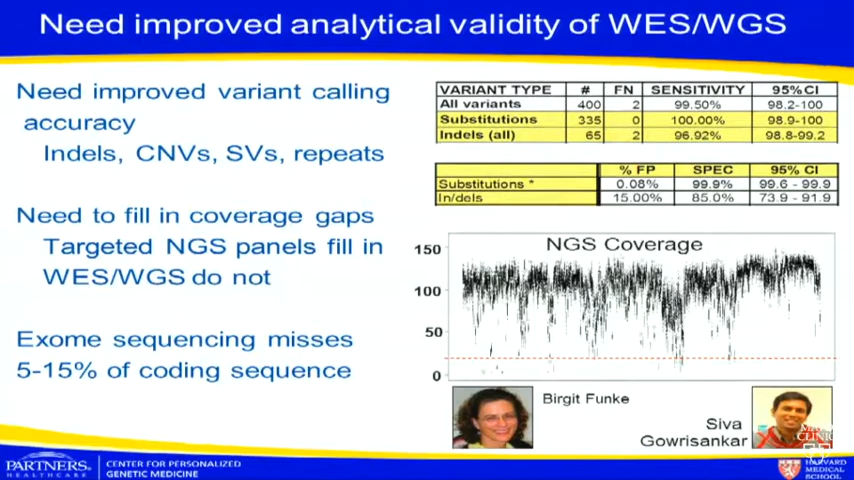 Need improved analytical validity of WES/WGS
Need improved variant calling
accuracy
Indels, CNVs, SVs, repeats
Need to fill in coverage gaps
Targeted NGS panels fill in
WES/WGS do not
Exome sequencing misses
5-15% of coding sequence
VARIANT TYPE # FN SENSITIVITY 95%CI
All variants 400 2 99.50% 98.2-100
Substitutions 335 0 100.00% 98.9-100
Indels (all) 65 2 96.92% 98.8-99.2
% FP SPEC 95% CI
Substitutions * 0.08% 99.9% 99.6 - 99.9
In/dels 15.00% 85.0% 73.9 - 91.9
NGS Coverage
150
100
50
0
Birgit Funke
Siva
Gowrisankar
PARTNERS
HEALTHCARE
CENTER FOR PERSONALIZED
GENETIC MEDICINE
HARVARD
MEDICAL
SCHOOL